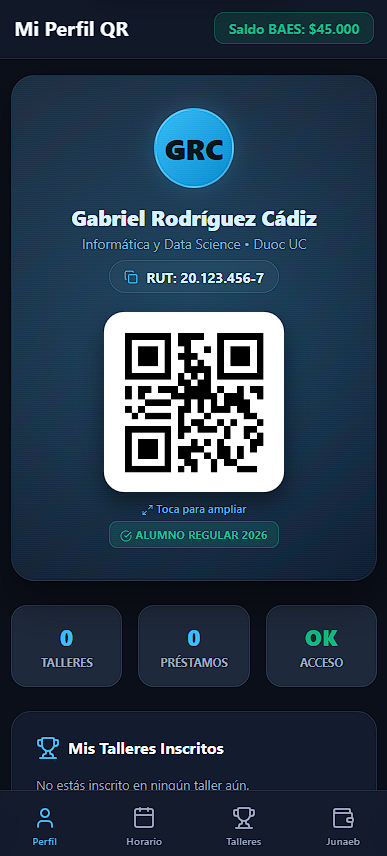 Mi Perfil QR
Saldo BAES: $45.000
GRC
Gabriel Rodríguez Cádiz
Informática y Data Science • Duoc UC
RUT: 20.123.456-7
Toca para ampliar
ALUMNO REGULAR 2026
0
TALLERES
0
PRÉSTAMOS
OK
ACCESO
Mis Talleres Inscritos
No estás inscrito en ningún taller aún.
Perfil
Horario
Talleres
Junaeb